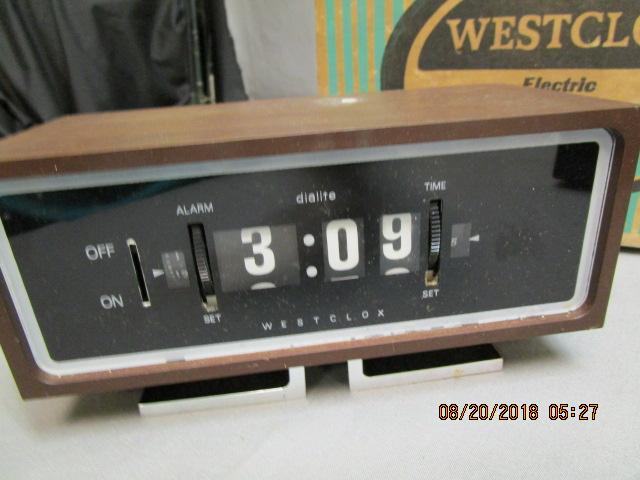 WESTCLO
Electric
dialite
ALARM
TIME
OFF
3:09
ON
SET
SET
WESTCLOX
08/20/2018 05:27